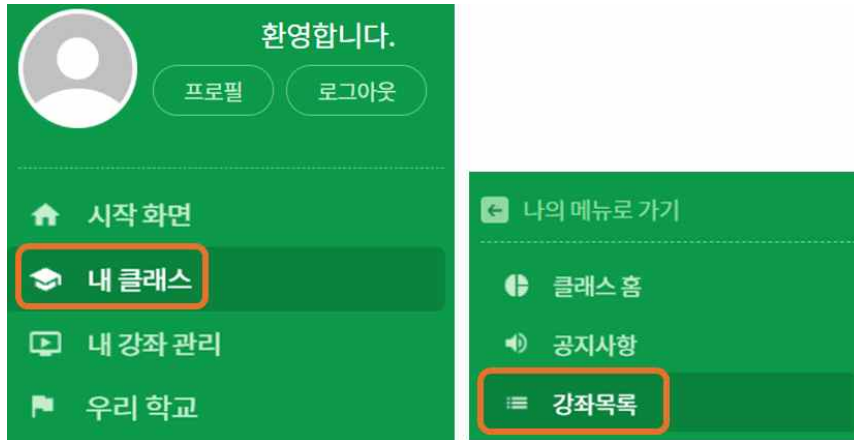 환영합니다.
프로필
로그아웃
시작 화면
내 클래스
내 강좌 관리
우리 학교
나의 메뉴로 가기
클래스 홈
공지사항
강좌목록